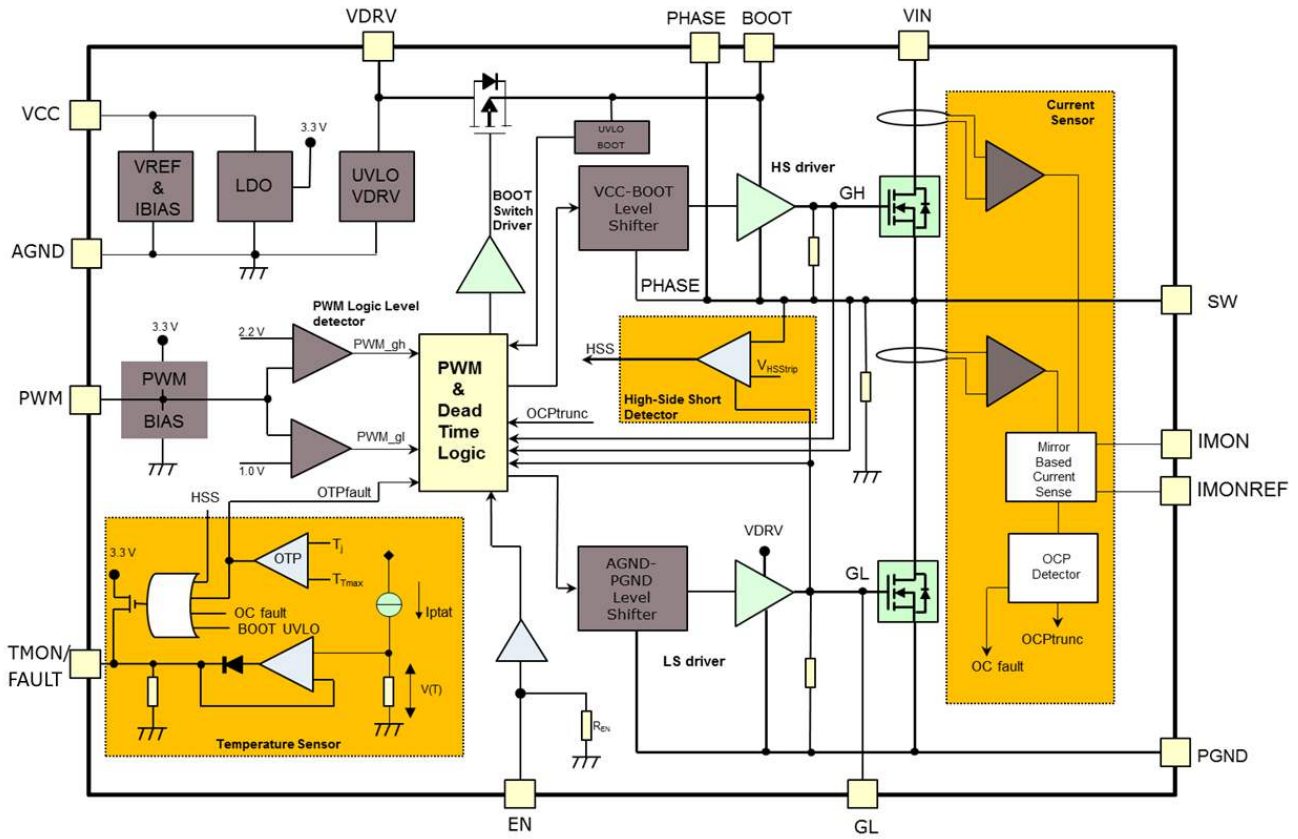 VDRV
PHASE
BOOT
VIN
VCC
3.3 V
UVLO
BOOT
Current
Sensor
VREF
&
IBIAS
LDO
UVLO
VDRV
HS driver
VCC-BOOT
Level
Shifter
GH
BOOT
Switch
Driver
AGND
PHASE
SW
PWM Logic Level
detector
3.3 V
2.2 V
PWM_gh
HSS
VHSStrip
High-Side Short
Detector
PWM
PWM
BIAS
PWM
&
Dead
Time
Logic
OCPtrunc
PWM_gl
1.0 V
IMON
Mirror
Based
Current
Sense
IMONREF
HSS
OTPfault
VDRV
3.3 V
OTP
Tj
TTmax
AGND-
PGND
Level
Shifter
GL
OCP
Detector
OC fault
BOOT UVLO
Iptat
OCPtrunc
OC fault
LS driver
TMON/
FAULT
V(T)
REN
Temperature Sensor
PGND
EN
GL